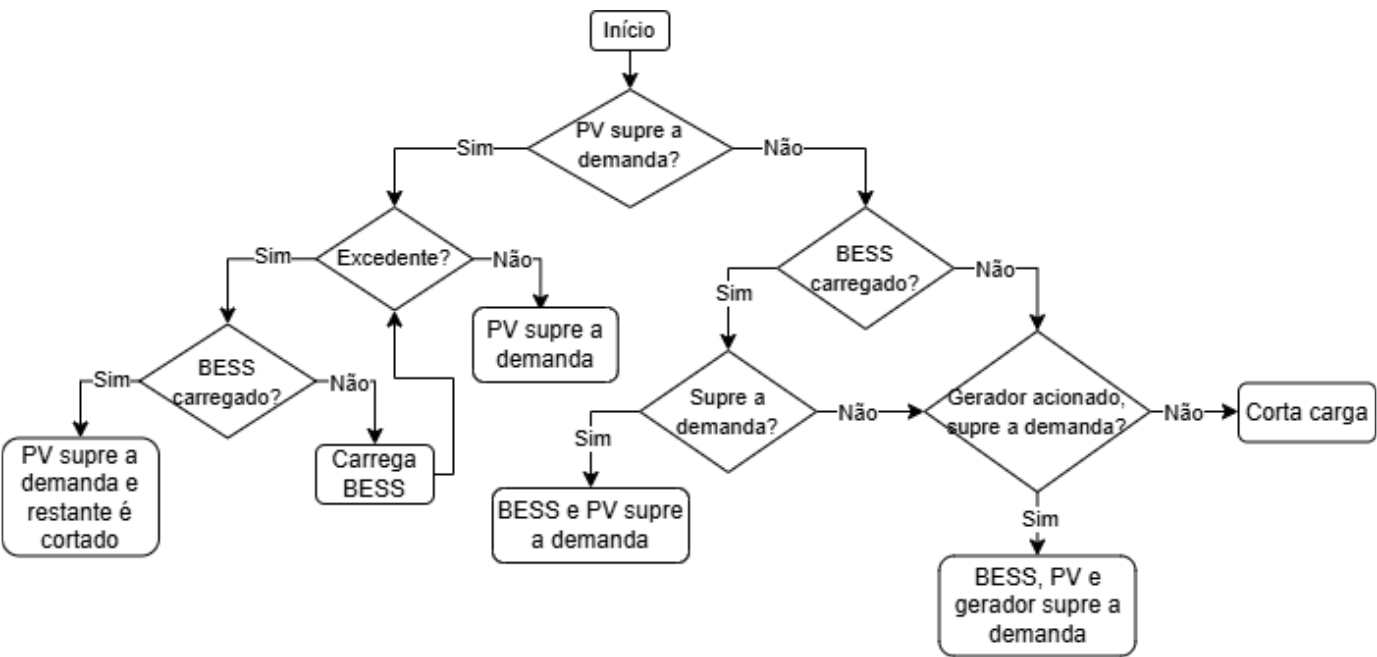 Início
PV supre a
demanda?
Sim
Não
Excedente?
Sim
Não
PV supre a
demanda
BESS
carregado?
Sim
Não
PV supre a
demanda e
restante é
cortado
Carrega
BESS
BESS
carregado?
Sim
Não
Supre a
demanda?
Sim
Não
BESS e PV supre
a demanda
Gerador acionado,
supre a demanda?
Não
Corta carga
Sim
BESS, PV e
gerador supre a
demanda